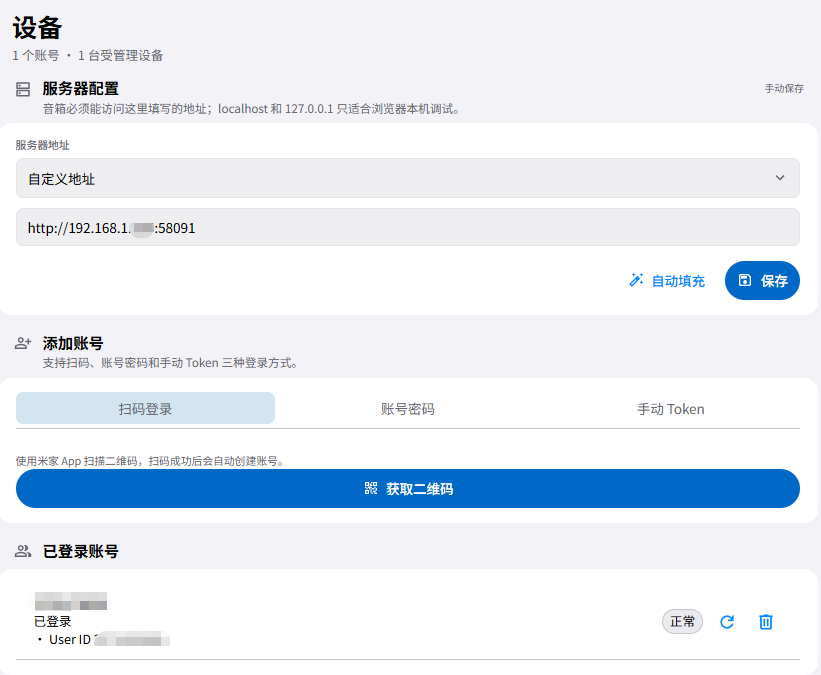 设备
1 个账号 · 1 台受管理设备
服务器配置
手动保存
音箱必须能访问这里填写的地址；localhost 和 127.0.0.1 只适合浏览器本机调试。
服务器地址
自定义地址
http://192.168.1. :58091
自动填充
保存
添加账号
支持扫码、账号密码和手动 Token 三种登录方式。
扫码登录
账号密码
手动 Token
使用米家 App 扫描二维码，扫码成功后会自动创建账号。
获取二维码
已登录账号
已登录
正常
· User ID